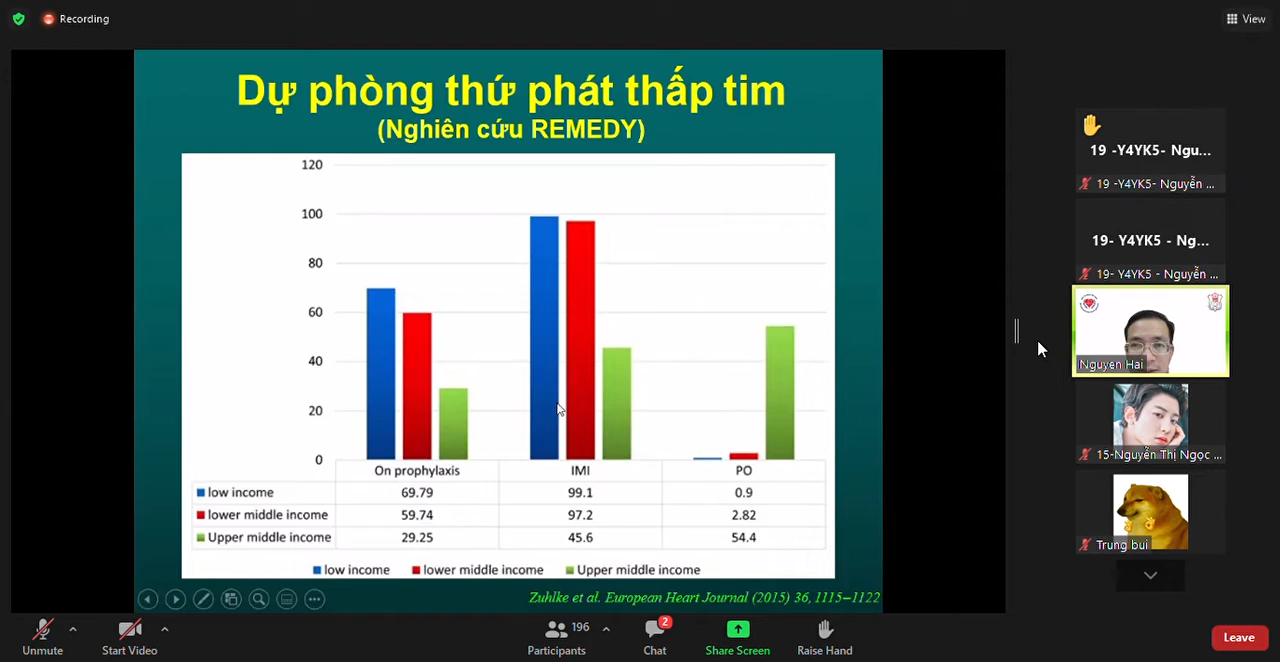 Recording
View
Dự phòng thứ phát thấp tim
(Nghiên cứu REMEDY)
120
100
80
60
40
20
0
On prophylaxis IMI PO
low income 69.79 99.1 0.9
lower middle income 59.74 97.2 2.82
Upper middle income 29.25 45.6 54.4
low income lower middle income Upper middle income
Zuhlke et al. European Heart Journal (2015) 36, 1115–1122
19 -Y4YK5- Ngu...
19 -Y4YK5- Nguyễn ...
19- Y4YK5 - Ng...
19- Y4YK5 - Nguyễn ...
Nguyen Hai
15-Nguyễn Thị Ngọc ...
Trung bui
Unmute
Start Video
196
Participants
2
Chat
Share Screen
Raise Hand
Leave